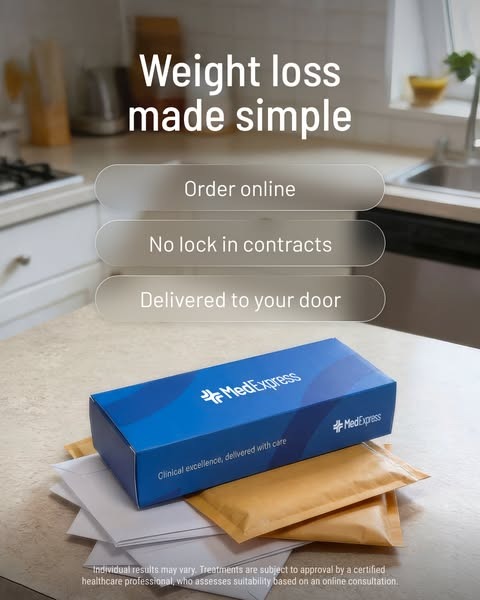 Weight loss
made simple
Order online
No lock in contracts
Delivered to your door
MedExpress
MedExpress
Clinical excellence, delivered with care
Individual results may vary. Treatments are subject to approval by a certified
healthcare professional, who assesses suitability based on an online consultation.